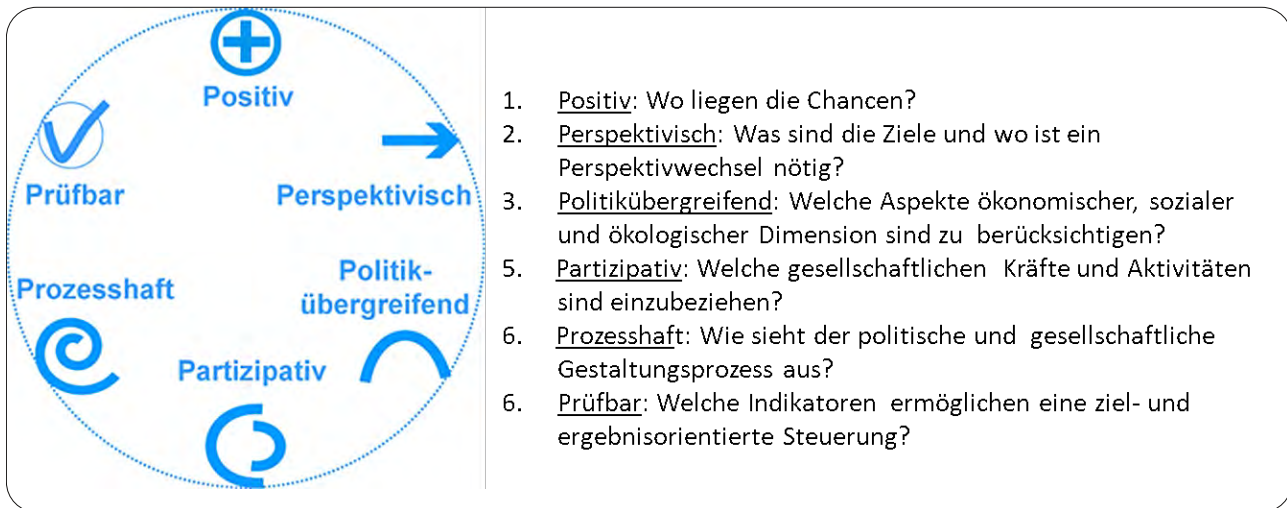 Positiv
Prüfbar
Perspektivisch
Prozesshaft
Politik-
übergreifend
Partizipativ
1. Positiv: Wo liegen die Chancen?
2. Perspektivisch: Was sind die Ziele und wo ist ein
Perspektivwechsel nötig?
3. Politikübergreifend: Welche Aspekte ökonomischer, sozialer
und ökologischer Dimension sind zu berücksichtigen?
5. Partizipativ: Welche gesellschaftlichen Kräfte und Aktivitäten
sind einzubeziehen?
6. Prozesshaft: Wie sieht der politische und gesellschaftliche
Gestaltungsprozess aus?
6. Prüfbar: Welche Indikatoren ermöglichen eine ziel- und
ergebnisorientierte Steuerung?